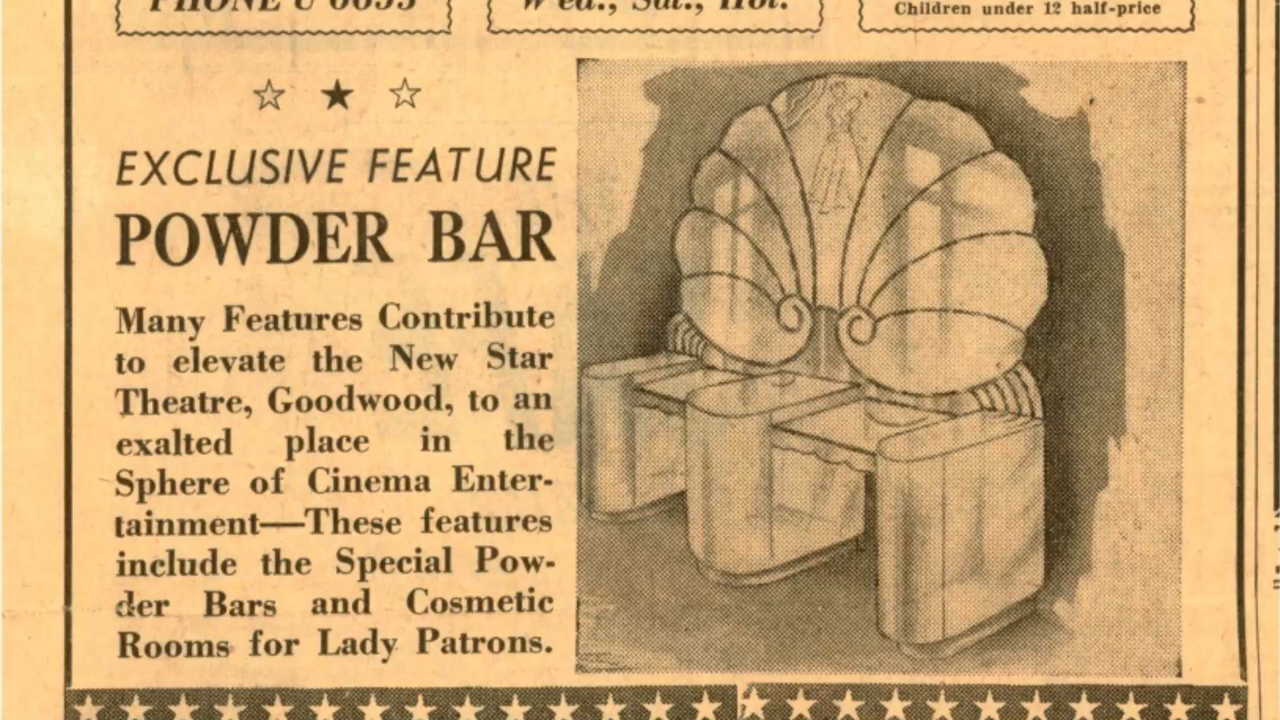 PHONE U 6655
Wed., Sat., Hol.
Children under 12 half-price
EXCLUSIVE FEATURE
POWDER BAR
Many Features Contribute
to elevate the New Star
Theatre, Goodwood, to an
exalted place in the
Sphere of Cinema Enter-
tainment—These features
include the Special Pow-
der Bars and Cosmetic
Rooms for Lady Patrons.